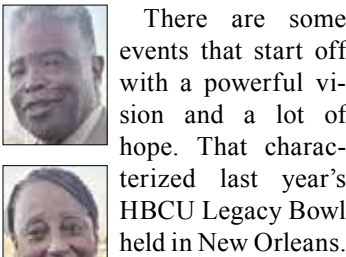 There are some
events that start off
with a powerful vi-
sion and a lot of
hope. That charac-
terized last year's
HBCU Legacy Bowl
held in New Orleans.